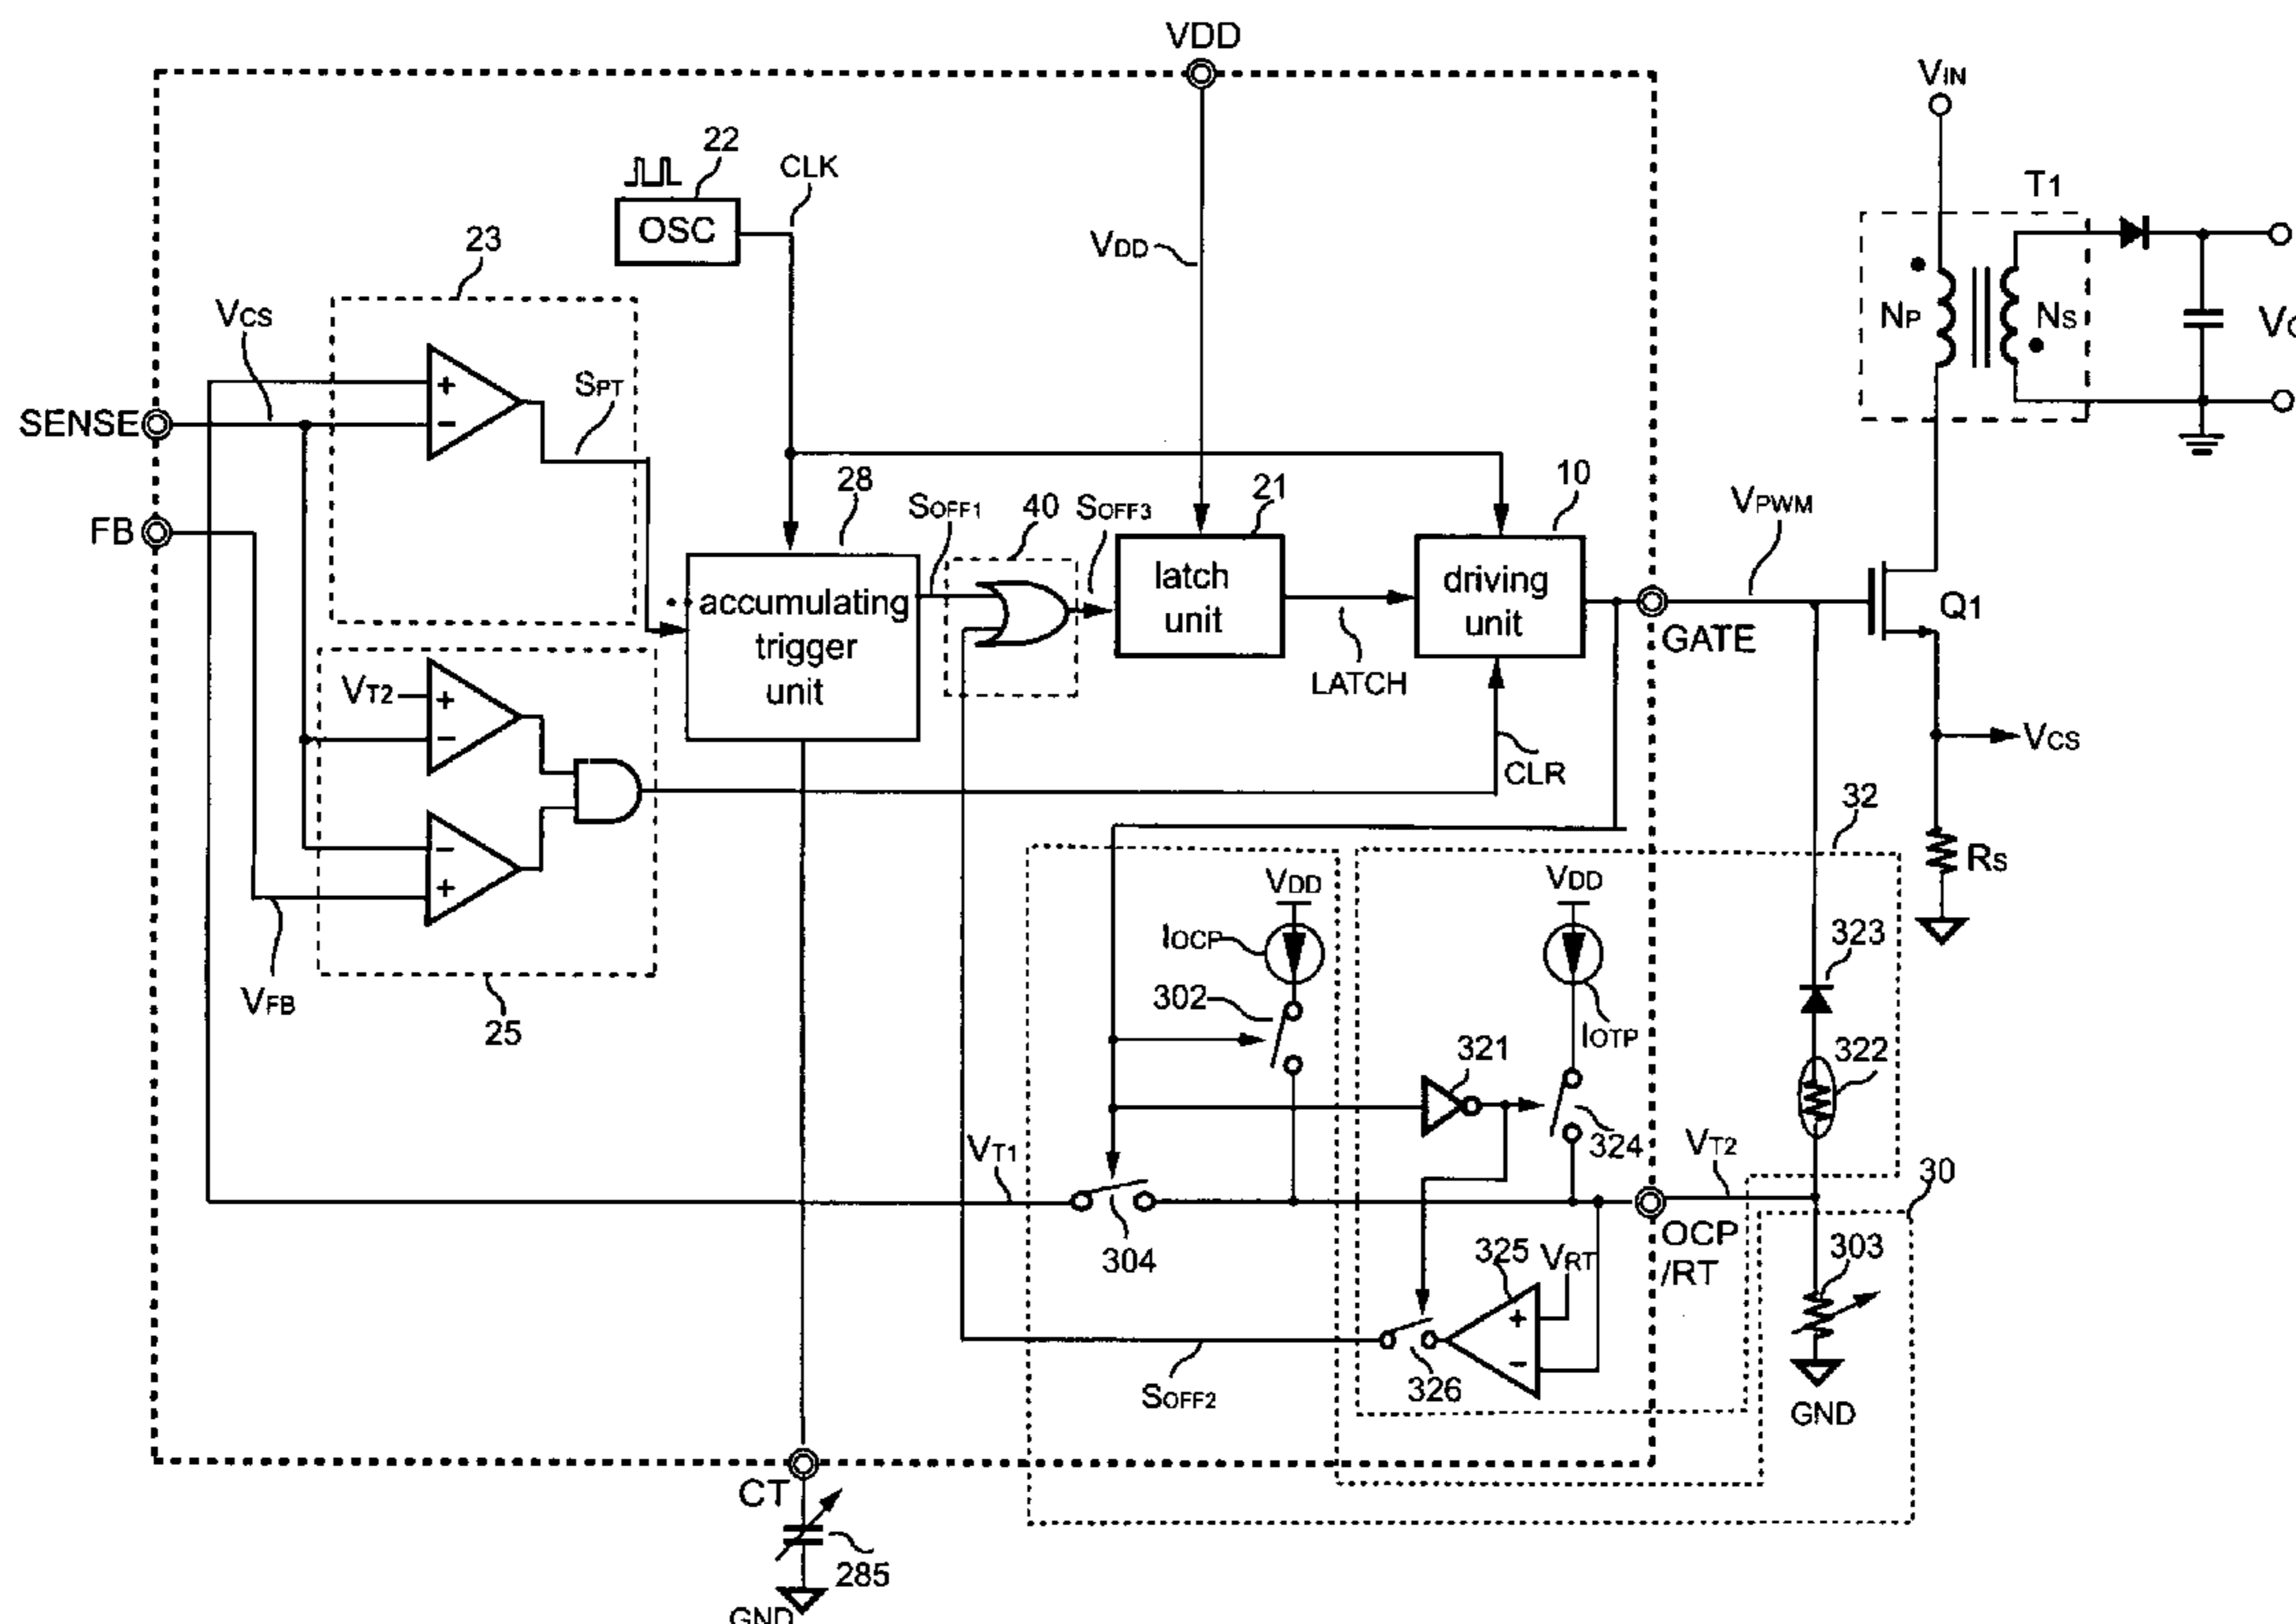 VDD
VIN
22
CLK
OSC
T1
23
VDD
VCS
NP
NS
SPT
+
−
SENSE
28
SOFF1
40
SOFF3
21
10
VPWM
FB
latch
unit
driving
unit
accumulating
trigger
unit
Q1
GATE
VT2
+
−
LATCH
VCS
CLR
32
−
+
RS
VDD
VDD
IOCP
323
VFB
25
302
IOTP
321
322
324
VT1
VT2
30
304
OCP
/RT
325
VRT
303
+
−
326
SOFF2
GND
CT
285
GND